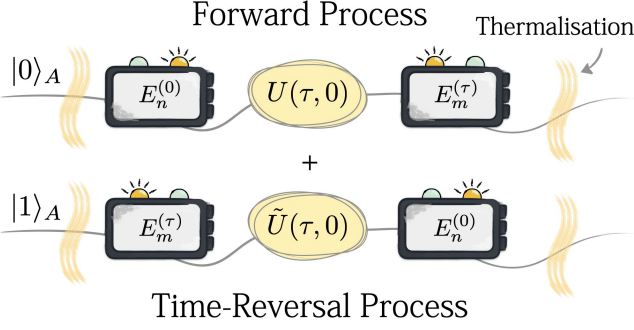 Forward Process
Thermalisation
|0⟩_A E_n^{(0)} U(τ, 0) E_m^{(τ)}
+
|1⟩_A E_m^{(τ)} Ũ(τ, 0) E_n^{(0)}
Time-Reversal Process